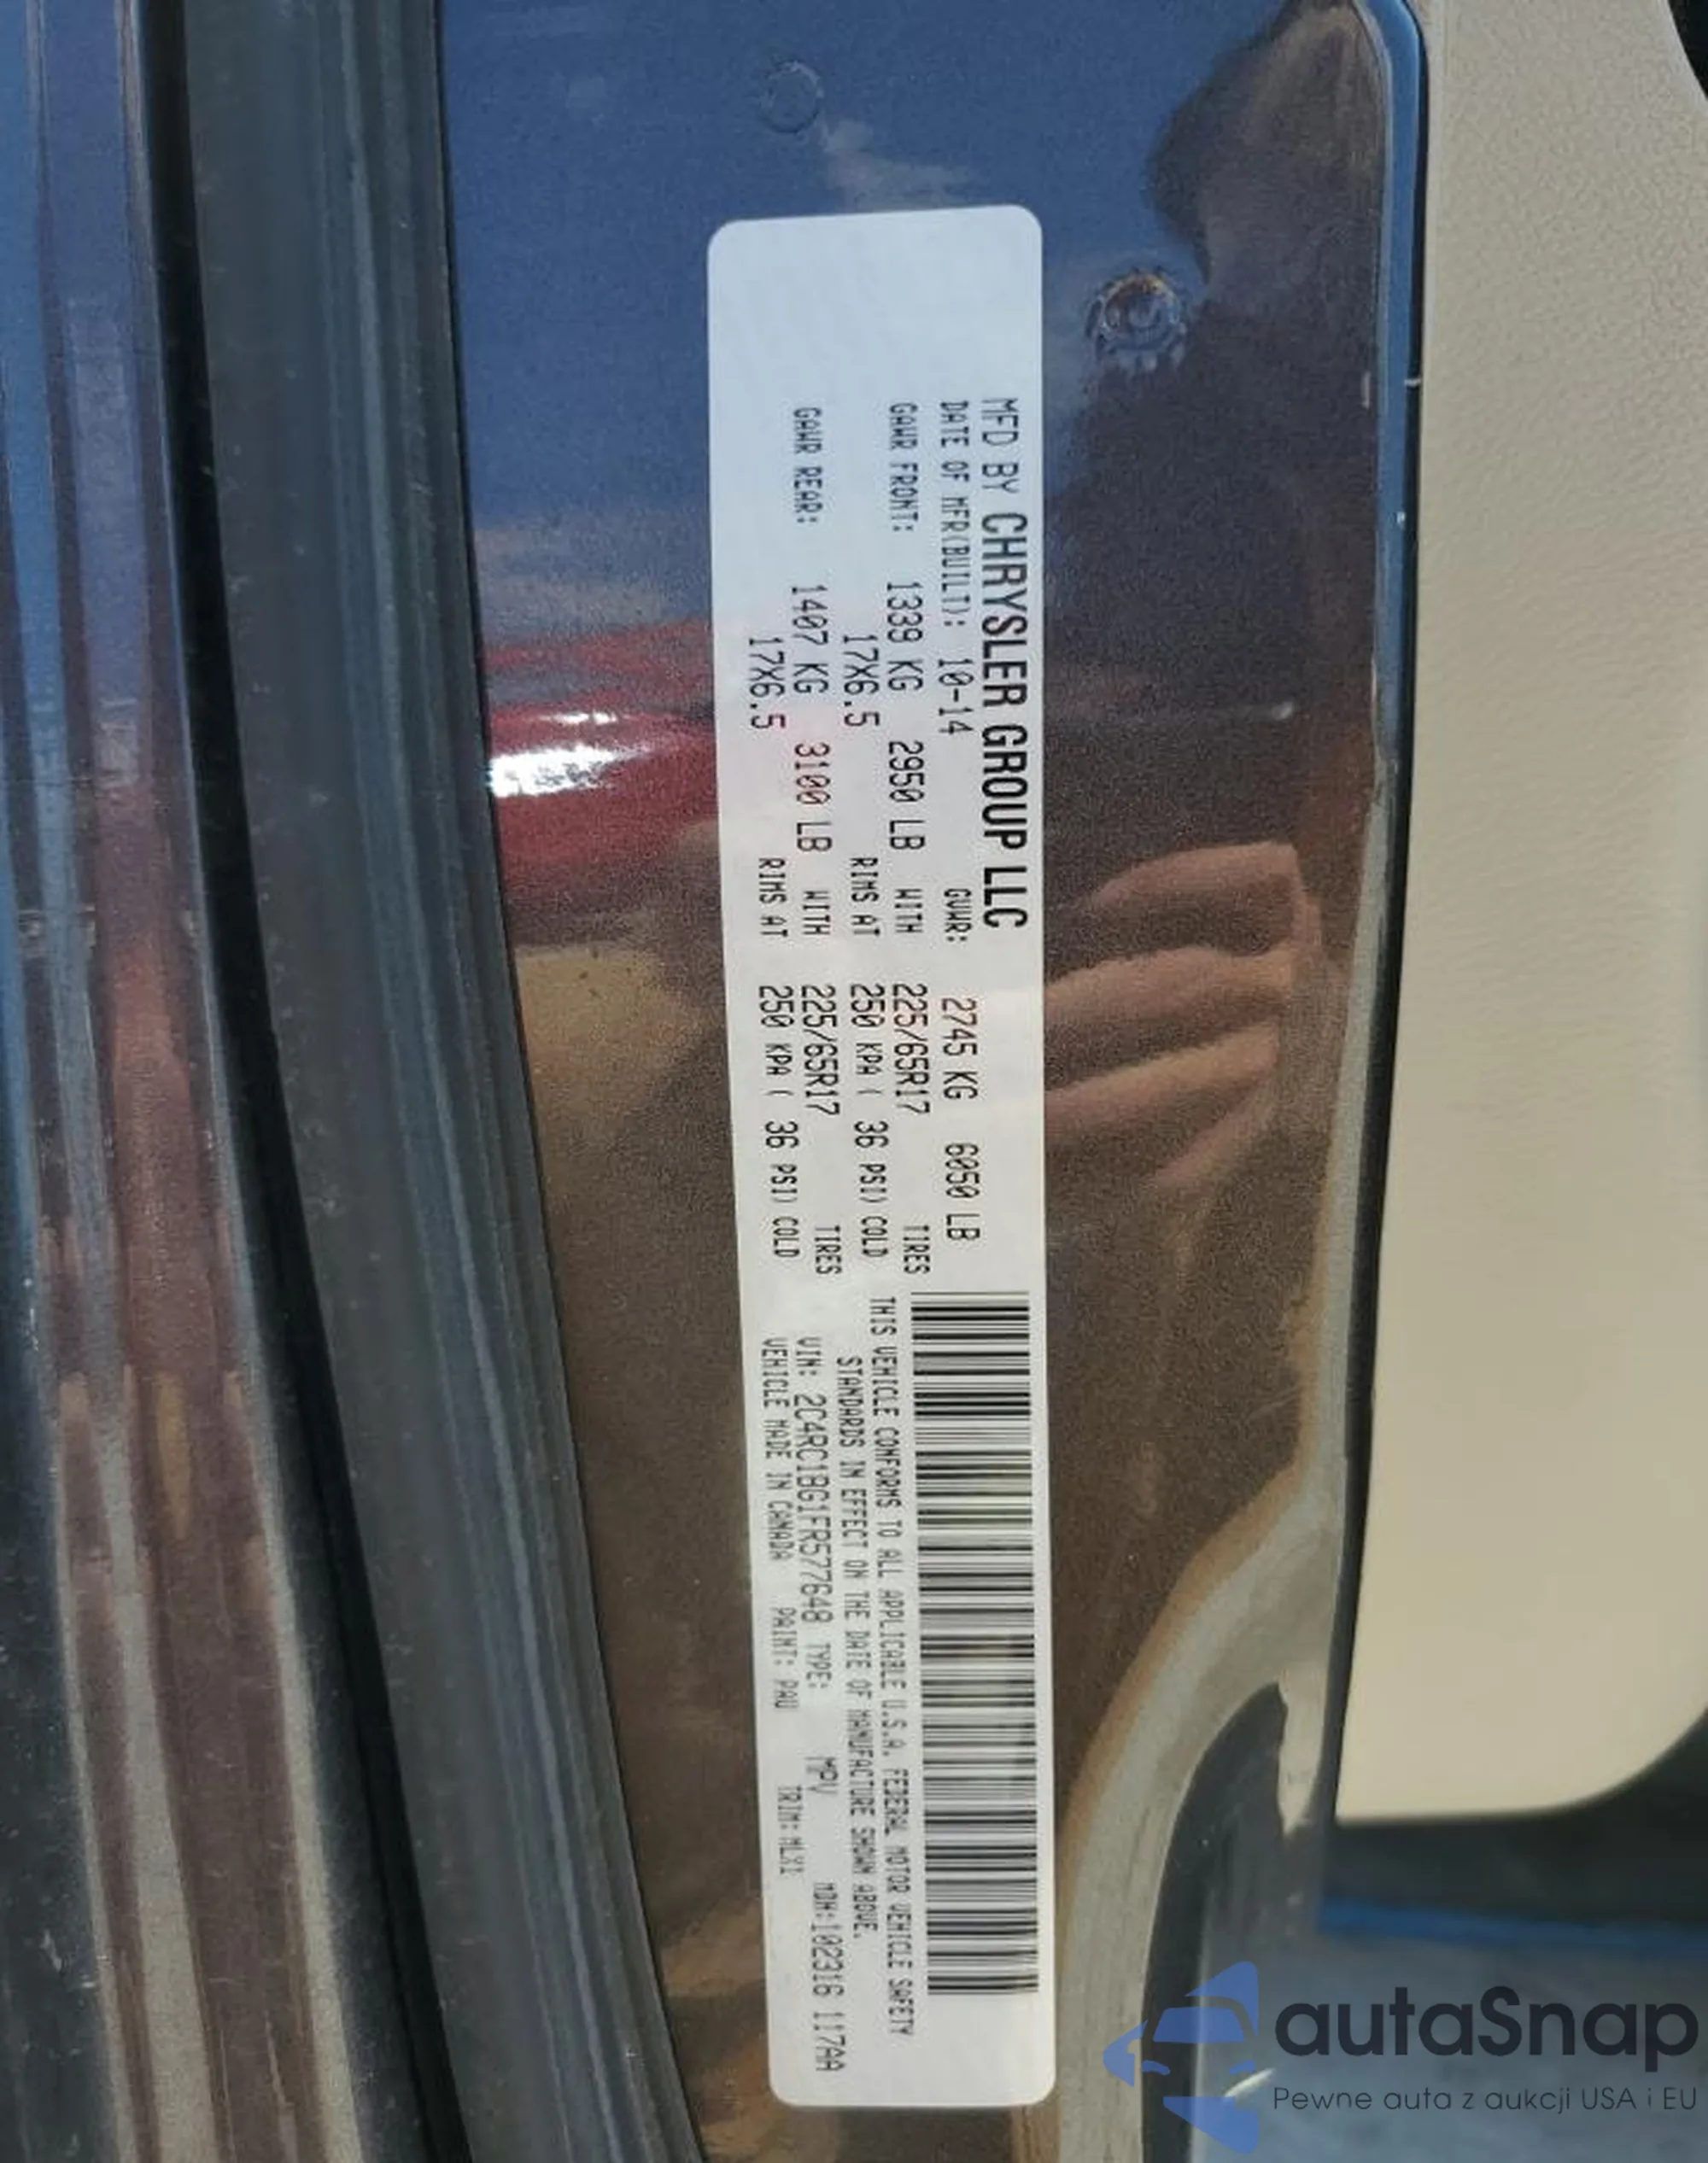 MFD BY CHRYSLER GROUP LLC
DATE OF MFR(BUILT): 10-14 GVWR: 2745 KG 6050 LB
GAWR FRONT: 1339 KG 2950 LB WITH 225/65R17 TIRES
17X6.5 RIMS AT 250 KPA ( 36 PSI) COLD
GAWR REAR: 1407 KG 3100 LB WITH 225/65R17 TIRES
17X6.5 RIMS AT 250 KPA ( 36 PSI) COLD
THIS VEHICLE CONFORMS TO ALL APPLICABLE U.S.A. FEDERAL MOTOR VEHICLE SAFETY
STANDARDS IN EFFECT ON THE DATE OF MANUFACTURE SHOWN ABOVE.
VIN: 2C4RC1BG1FR577648 TYPE: MPV MDH:102316 117AA
VEHICLE MADE IN CANADA PAINT: PAU TRIM: MLX1
autaSnap
Pewne auta z aukcji USA i EU